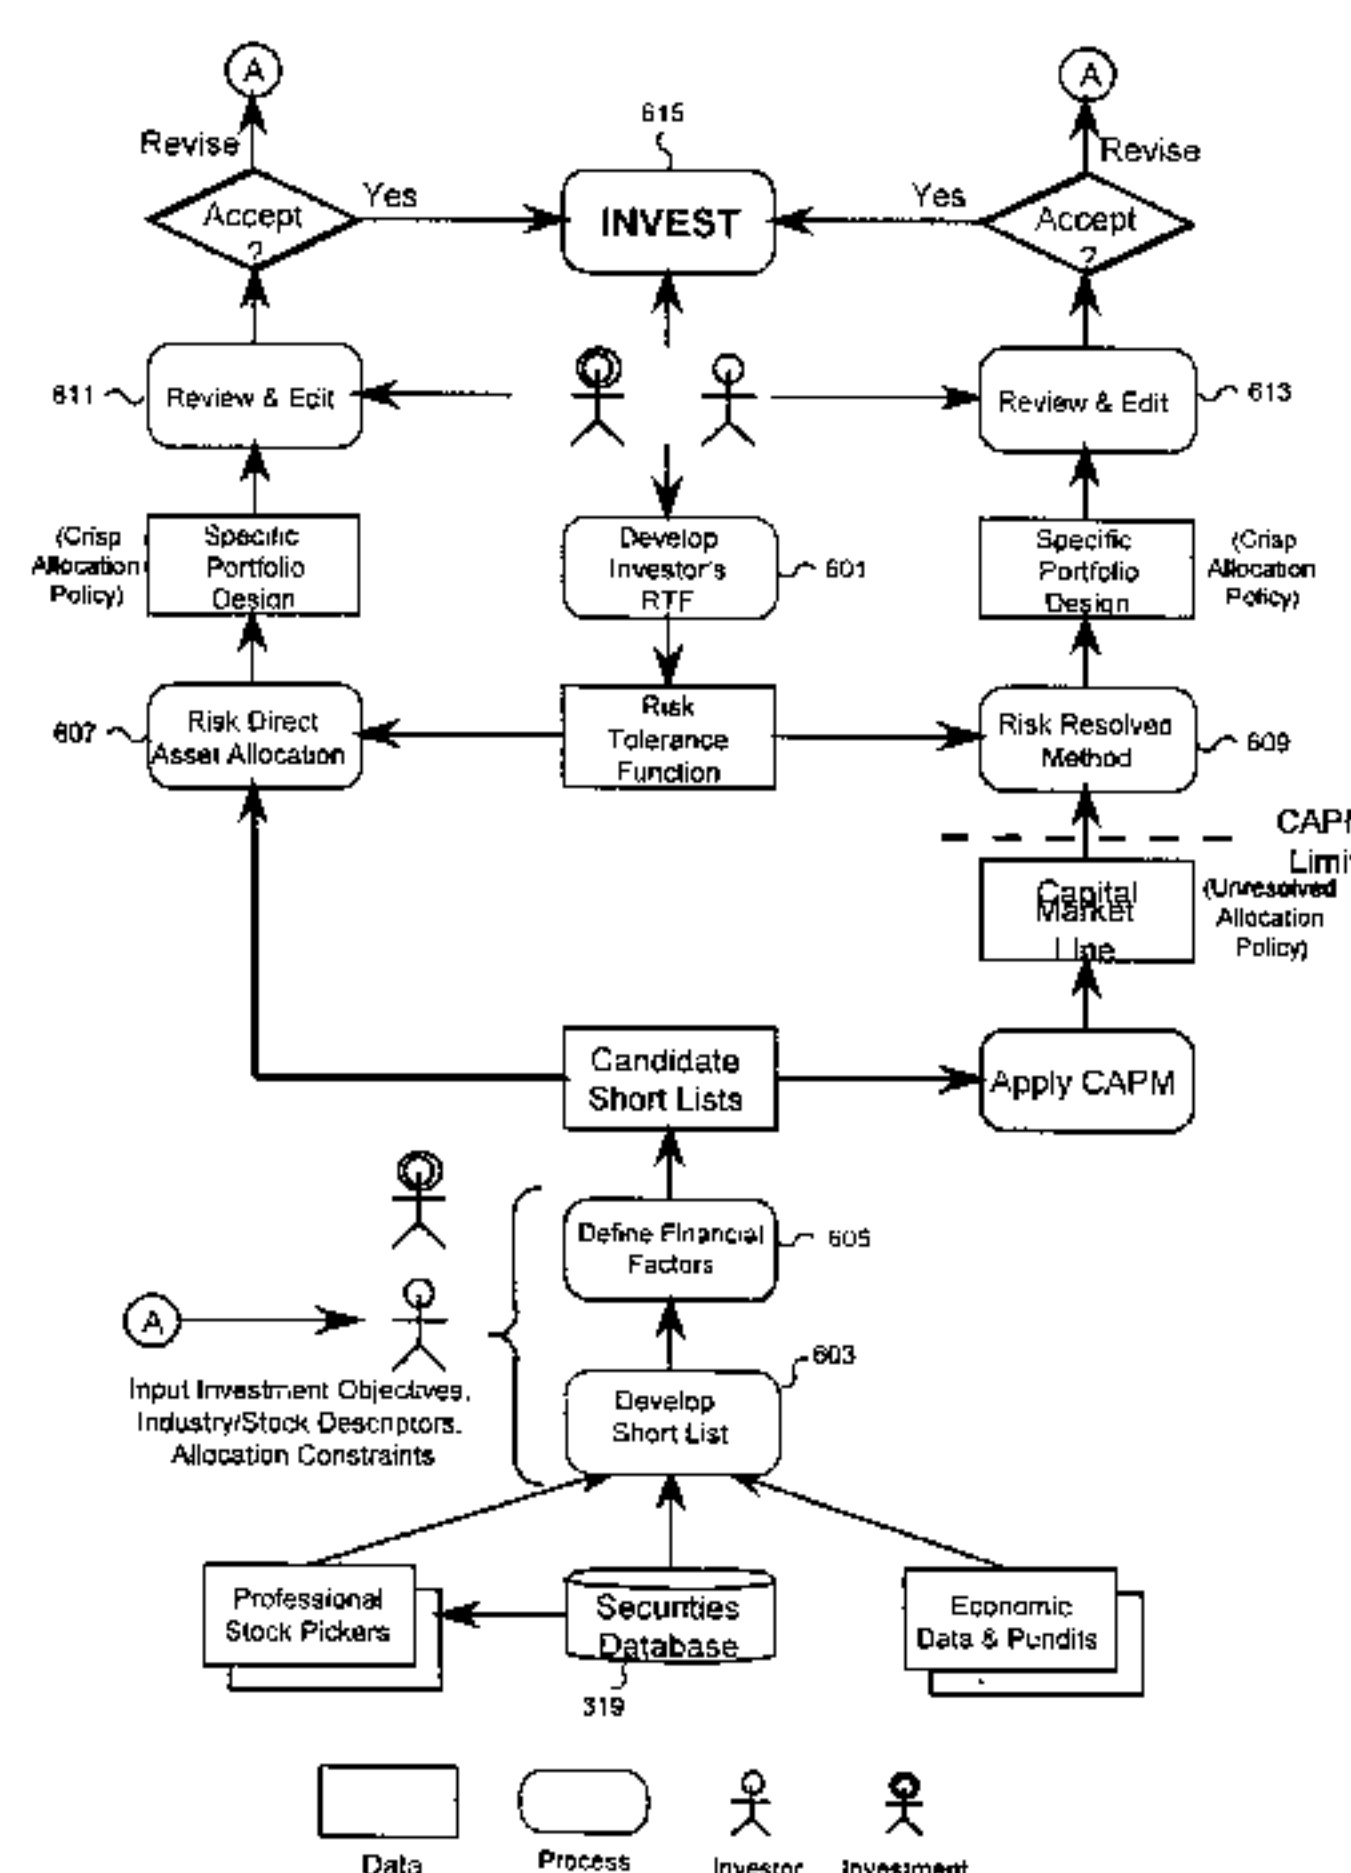 A
A
615
Revise
Revise
Yes
Yes
Accept
?
INVEST
Accept
?
611
Review & Edit
Review & Edit
613
(Crisp
Allocation
Policy)
Specific
Portfolio
Design
Develop
Investor's
RTF
601
Specific
Portfolio
Design
(Crisp
Allocation
Policy)
607
Risk Direct
Asset Allocation
Risk
Tolerance
Function
Risk Resolved
Method
609
Capital
Market
Line
(Unresolved
Allocation
Policy)
Candidate
Short Lists
Apply CAPM
Define Financial
Factors
605
A
Input Investment Objectives,
Industry/Stock Descriptors,
Allocation Constraints
603
Develop
Short List
Professional
Stock Pickers
Securities
Database
319
Economic
Data & Pundits
Data
Process
Investor
Investment